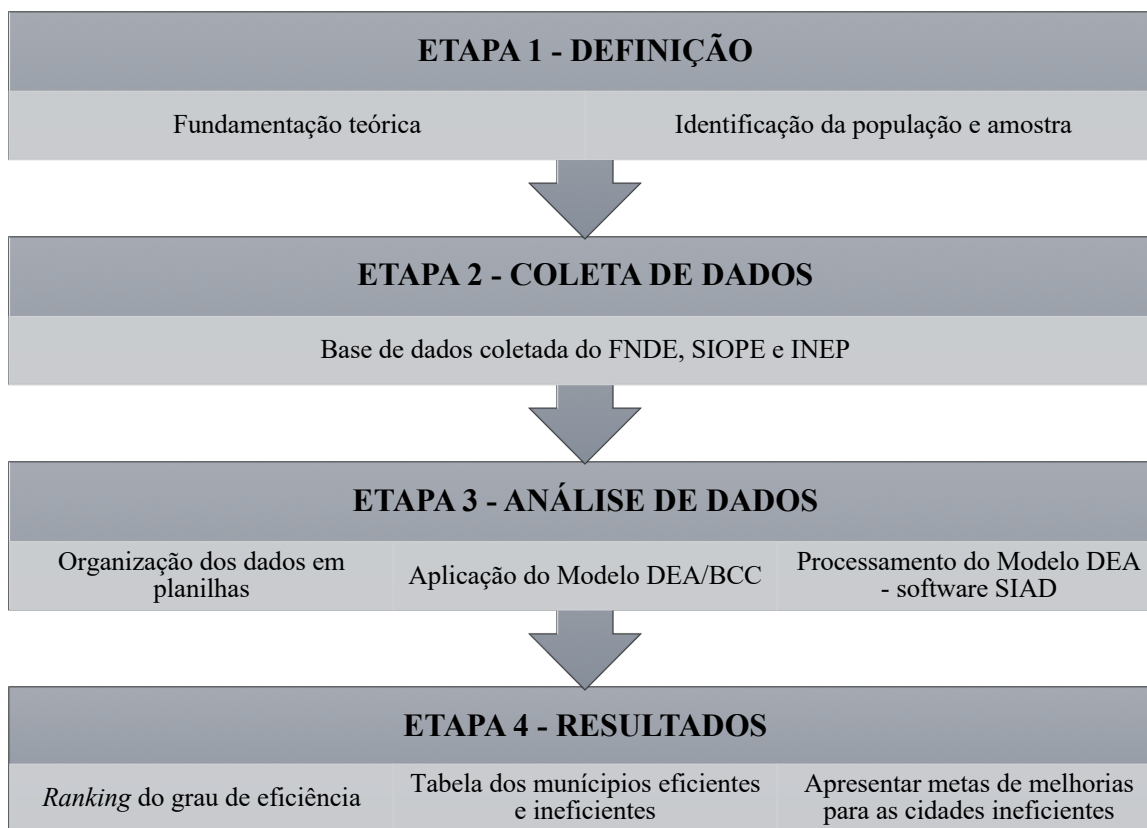 ETAPA 1 - DEFINIÇÃO
Fundamentação teórica
Identificação da população e amostra
ETAPA 2 - COLETA DE DADOS
Base de dados coletada do FNDE, SIOPE e INEP
ETAPA 3 - ANÁLISE DE DADOS
Organização dos dados em
planilhas
Aplicação do Modelo DEA/BCC
Processamento do Modelo DEA
- software SIAD
ETAPA 4 - RESULTADOS
Ranking do grau de eficiência
Tabela dos munícipios eficientes
e ineficientes
Apresentar metas de melhorias
para as cidades ineficientes